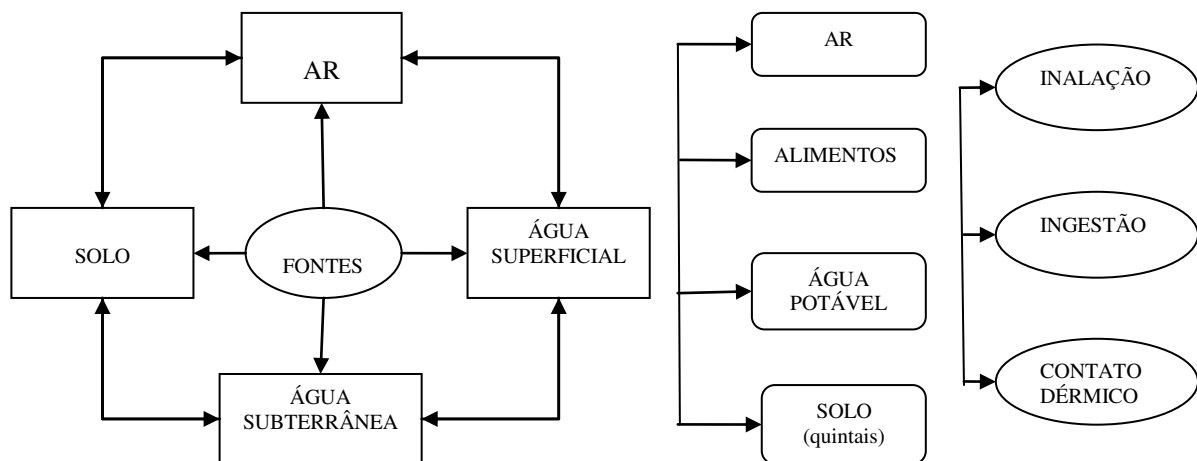 AR
SOLO
FONTES
ÁGUA
SUPERFICIAL
ÁGUA
SUBTERRÂNEA
AR
ALIMENTOS
ÁGUA
POTÁVEL
SOLO
(quintais)
INALAÇÃO
INGESTÃO
CONTATO
DÉRMICO